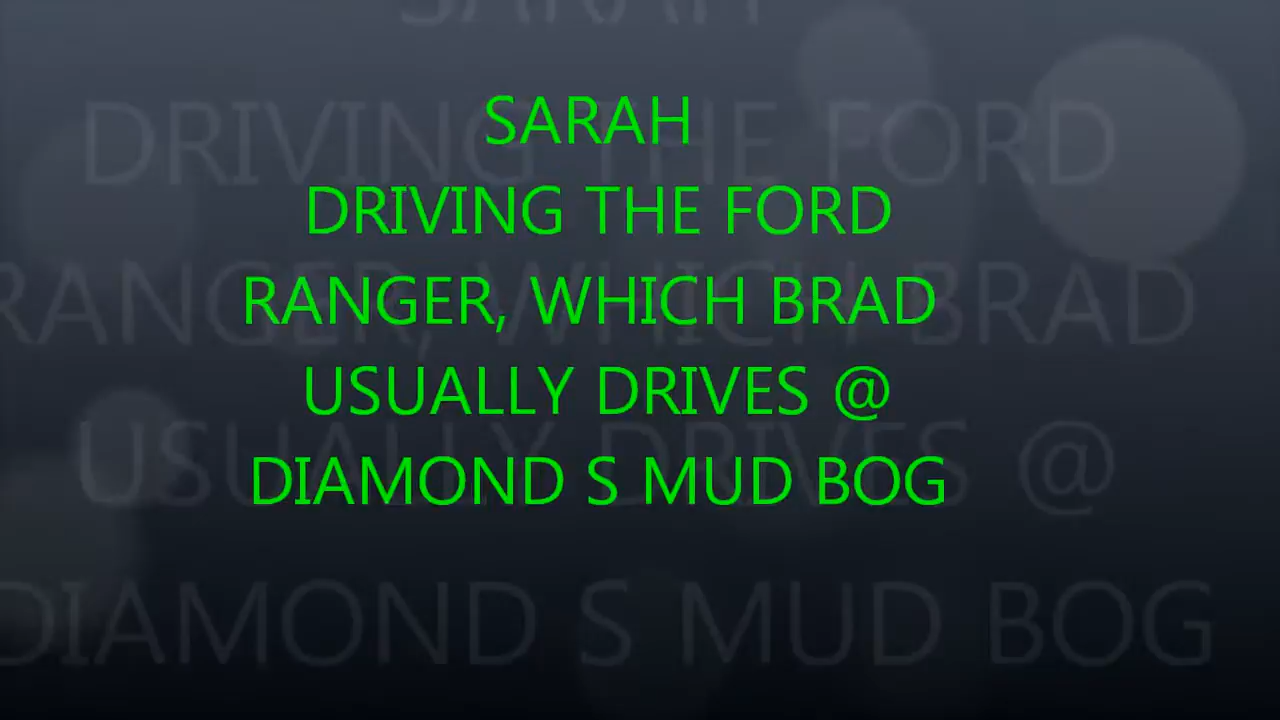 SARAH
DRIVING THE FORD
RANGER, WHICH BRAD
USUALLY DRIVES @
DIAMOND S MUD BOG